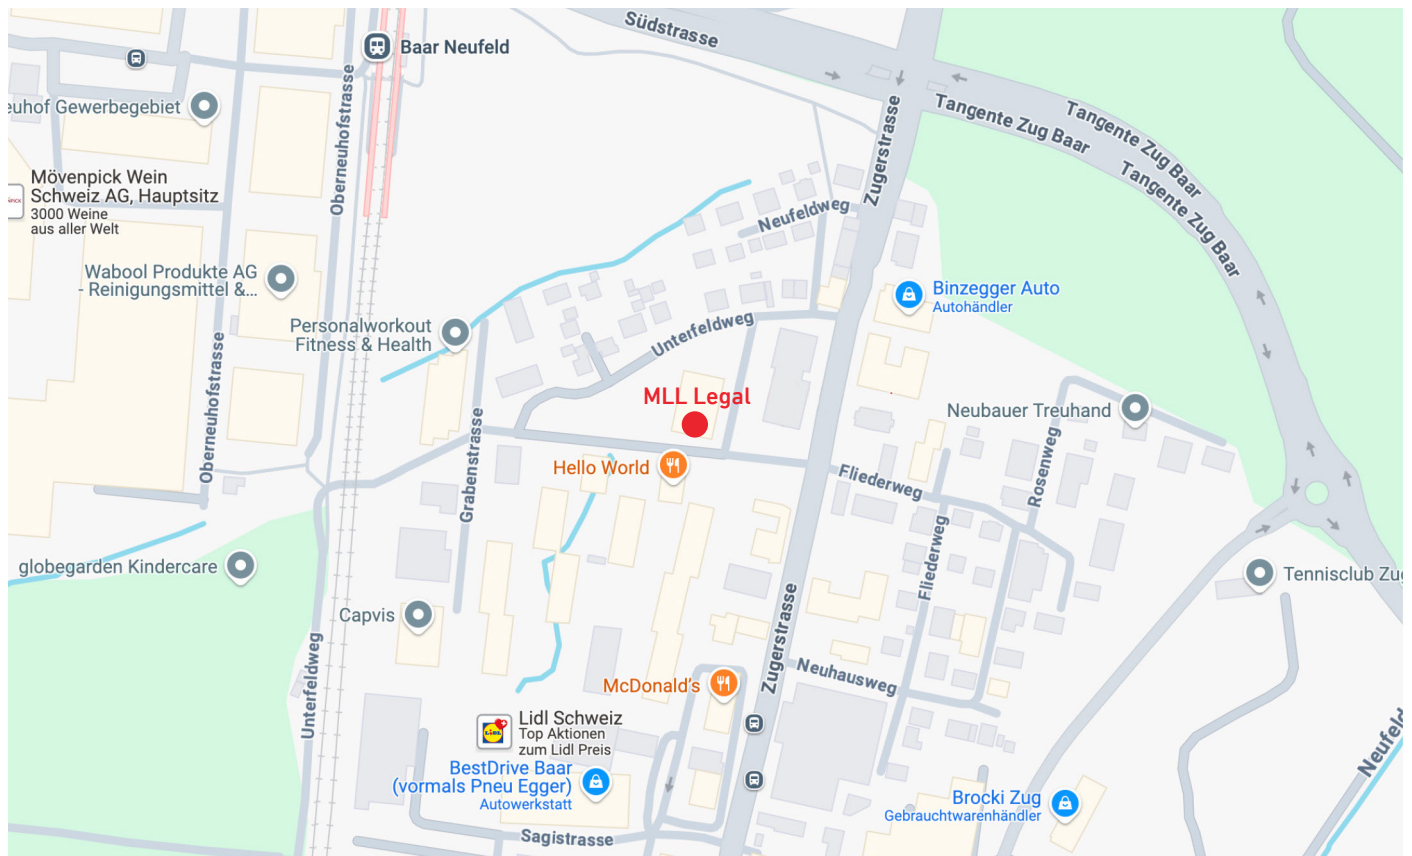 Südstrasse
Baar Neufeld
euhof Gewerbegebiet
Oberneuhofstrasse
Zugerstrasse
Tangente Zug Baar
Tangente Zug Baar
Tangente Zug Baar
Mövenpick Wein
Schweiz AG, Hauptsitz
3000 Weine
aus aller Welt
Neufeldweg
Wabool Produkte AG
- Reinigungsmittel &...
Binzegger Auto
Autohändler
Personalworkout
Fitness & Health
Unterfeldweg
Oberneuhofstrasse
MLL Legal
Neubauer Treuhand
Grabenstrasse
Hello World
Fliederweg
Rosenweg
Fliederweg
globegarden Kindercare
Tennisclub Zug
Capvis
Zugerstrasse
Unterfeldweg
Neuhausweg
McDonald's
Lidl Schweiz
Top Aktionen
zum Lidl Preis
Neufeld
BestDrive Baar
(vormals Pneu Egger)
Autowerkstatt
Brocki Zug
Gebrauchtwarenhändler
Sagistrasse